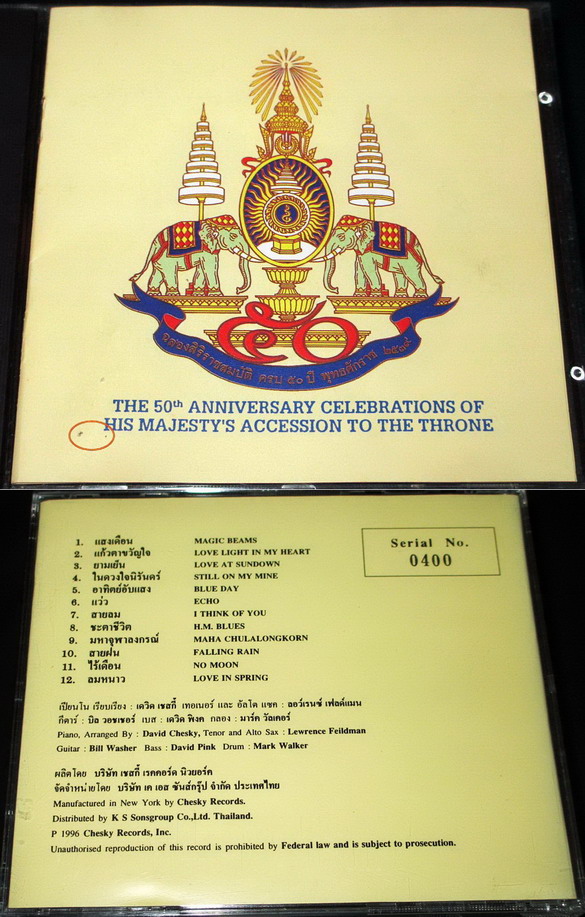 ๕๐
ฉลองสิริราชสมบัติ ครบ ๕๐ ปี พุทธศักราช ๒๕๓๙
THE 50th ANNIVERSARY CELEBRATIONS OF
HIS MAJESTY'S ACCESSION TO THE THRONE
Serial No.
0400
1. แสงเดือน MAGIC BEAMS
2. แก้วตาขวัญใจ LOVE LIGHT IN MY HEART
3. ยามเย็น LOVE AT SUNDOWN
4. ในดวงใจนิรันดร์ STILL ON MY MINE
5. อาทิตย์อับแสง BLUE DAY
6. แว่ว ECHO
7. สายลม I THINK OF YOU
8. ชะตาชีวิต H.M. BLUES
9. มหาจุฬาลงกรณ์ MAHA CHULALONGKORN
10. สายฝน FALLING RAIN
11. ไร้เดือน NO MOON
12. ลมหนาว LOVE IN SPRING
เปียนโน เรียบเรียง : เดวิด เชสกี้ เทอเนอร์ และ อัลโต แซค : ลอว์เรนซ์ เฟลด์แมน
กีตาร์ : บิล วอชเชอร์ เบส : เดวิด พิงค กลอง : มาร์ค วัลเคอร์
Piano, Arranged By : David Chesky, Tenor and Alto Sax : Lewrence Feildman
Guitar : Bill Washer Bass : David Pink Drum : Mark Walker
ผลิตโดย บริษัท เชสกี้ เรคคอร์ด นิวยอร์ค
จัดจำหน่ายโดย บริษัท เค เอส ซันส์กรุ๊ป จำกัด ประเทศไทย
Manufactured in New York by Chesky Records.
Distributed by K S Sonsgroup Co.,Ltd. Thailand.
P 1996 Chesky Records, Inc.
Unauthorised reproduction of this record is prohibited by Federal law and is subject to prosecution.